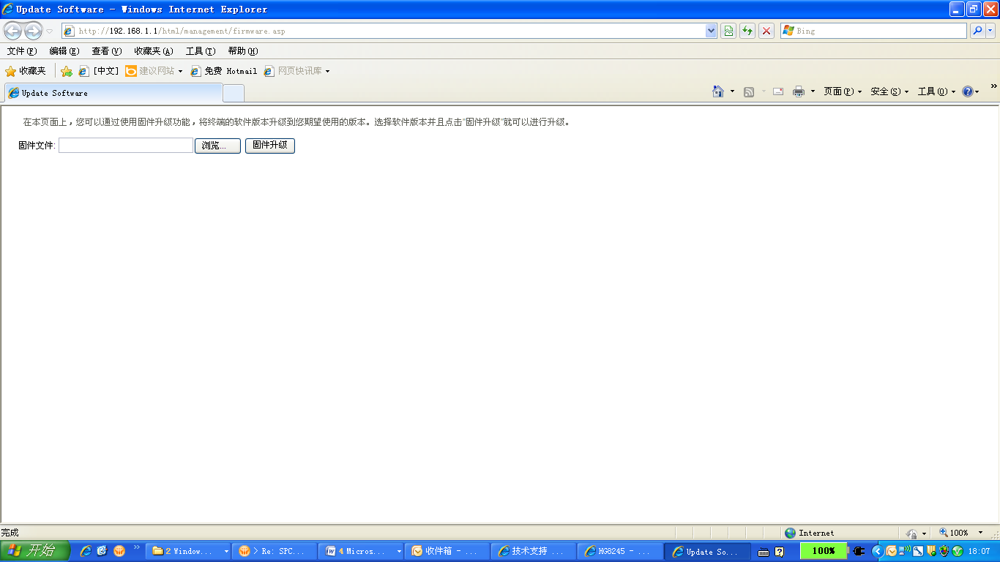 Update Software - Windows Internet Explorer
http://192.168.1.1/html/management/firmware.asp
Bing
文件(F) 编辑(E) 查看(V) 收藏夹(A) 工具(T) 帮助(H)
收藏夹 [中文] 建议网站 免费 Hotmail 网页快讯库
Update Software 页面(P) 安全(S) 工具(O) »
在本页面上，您可以通过使用固件升级功能，将终端的软件版本升级到您期望使用的版本。选择软件版本并且点击"固件升级"就可以进行升级。
固件文件: 浏览... 固件升级
完成 Internet 100%
开始 » 2 Window... Re: SPC... 4 Micros... 收件箱 - ... 技术支持 ... HG8245 - ... Update So... 100% 18:07